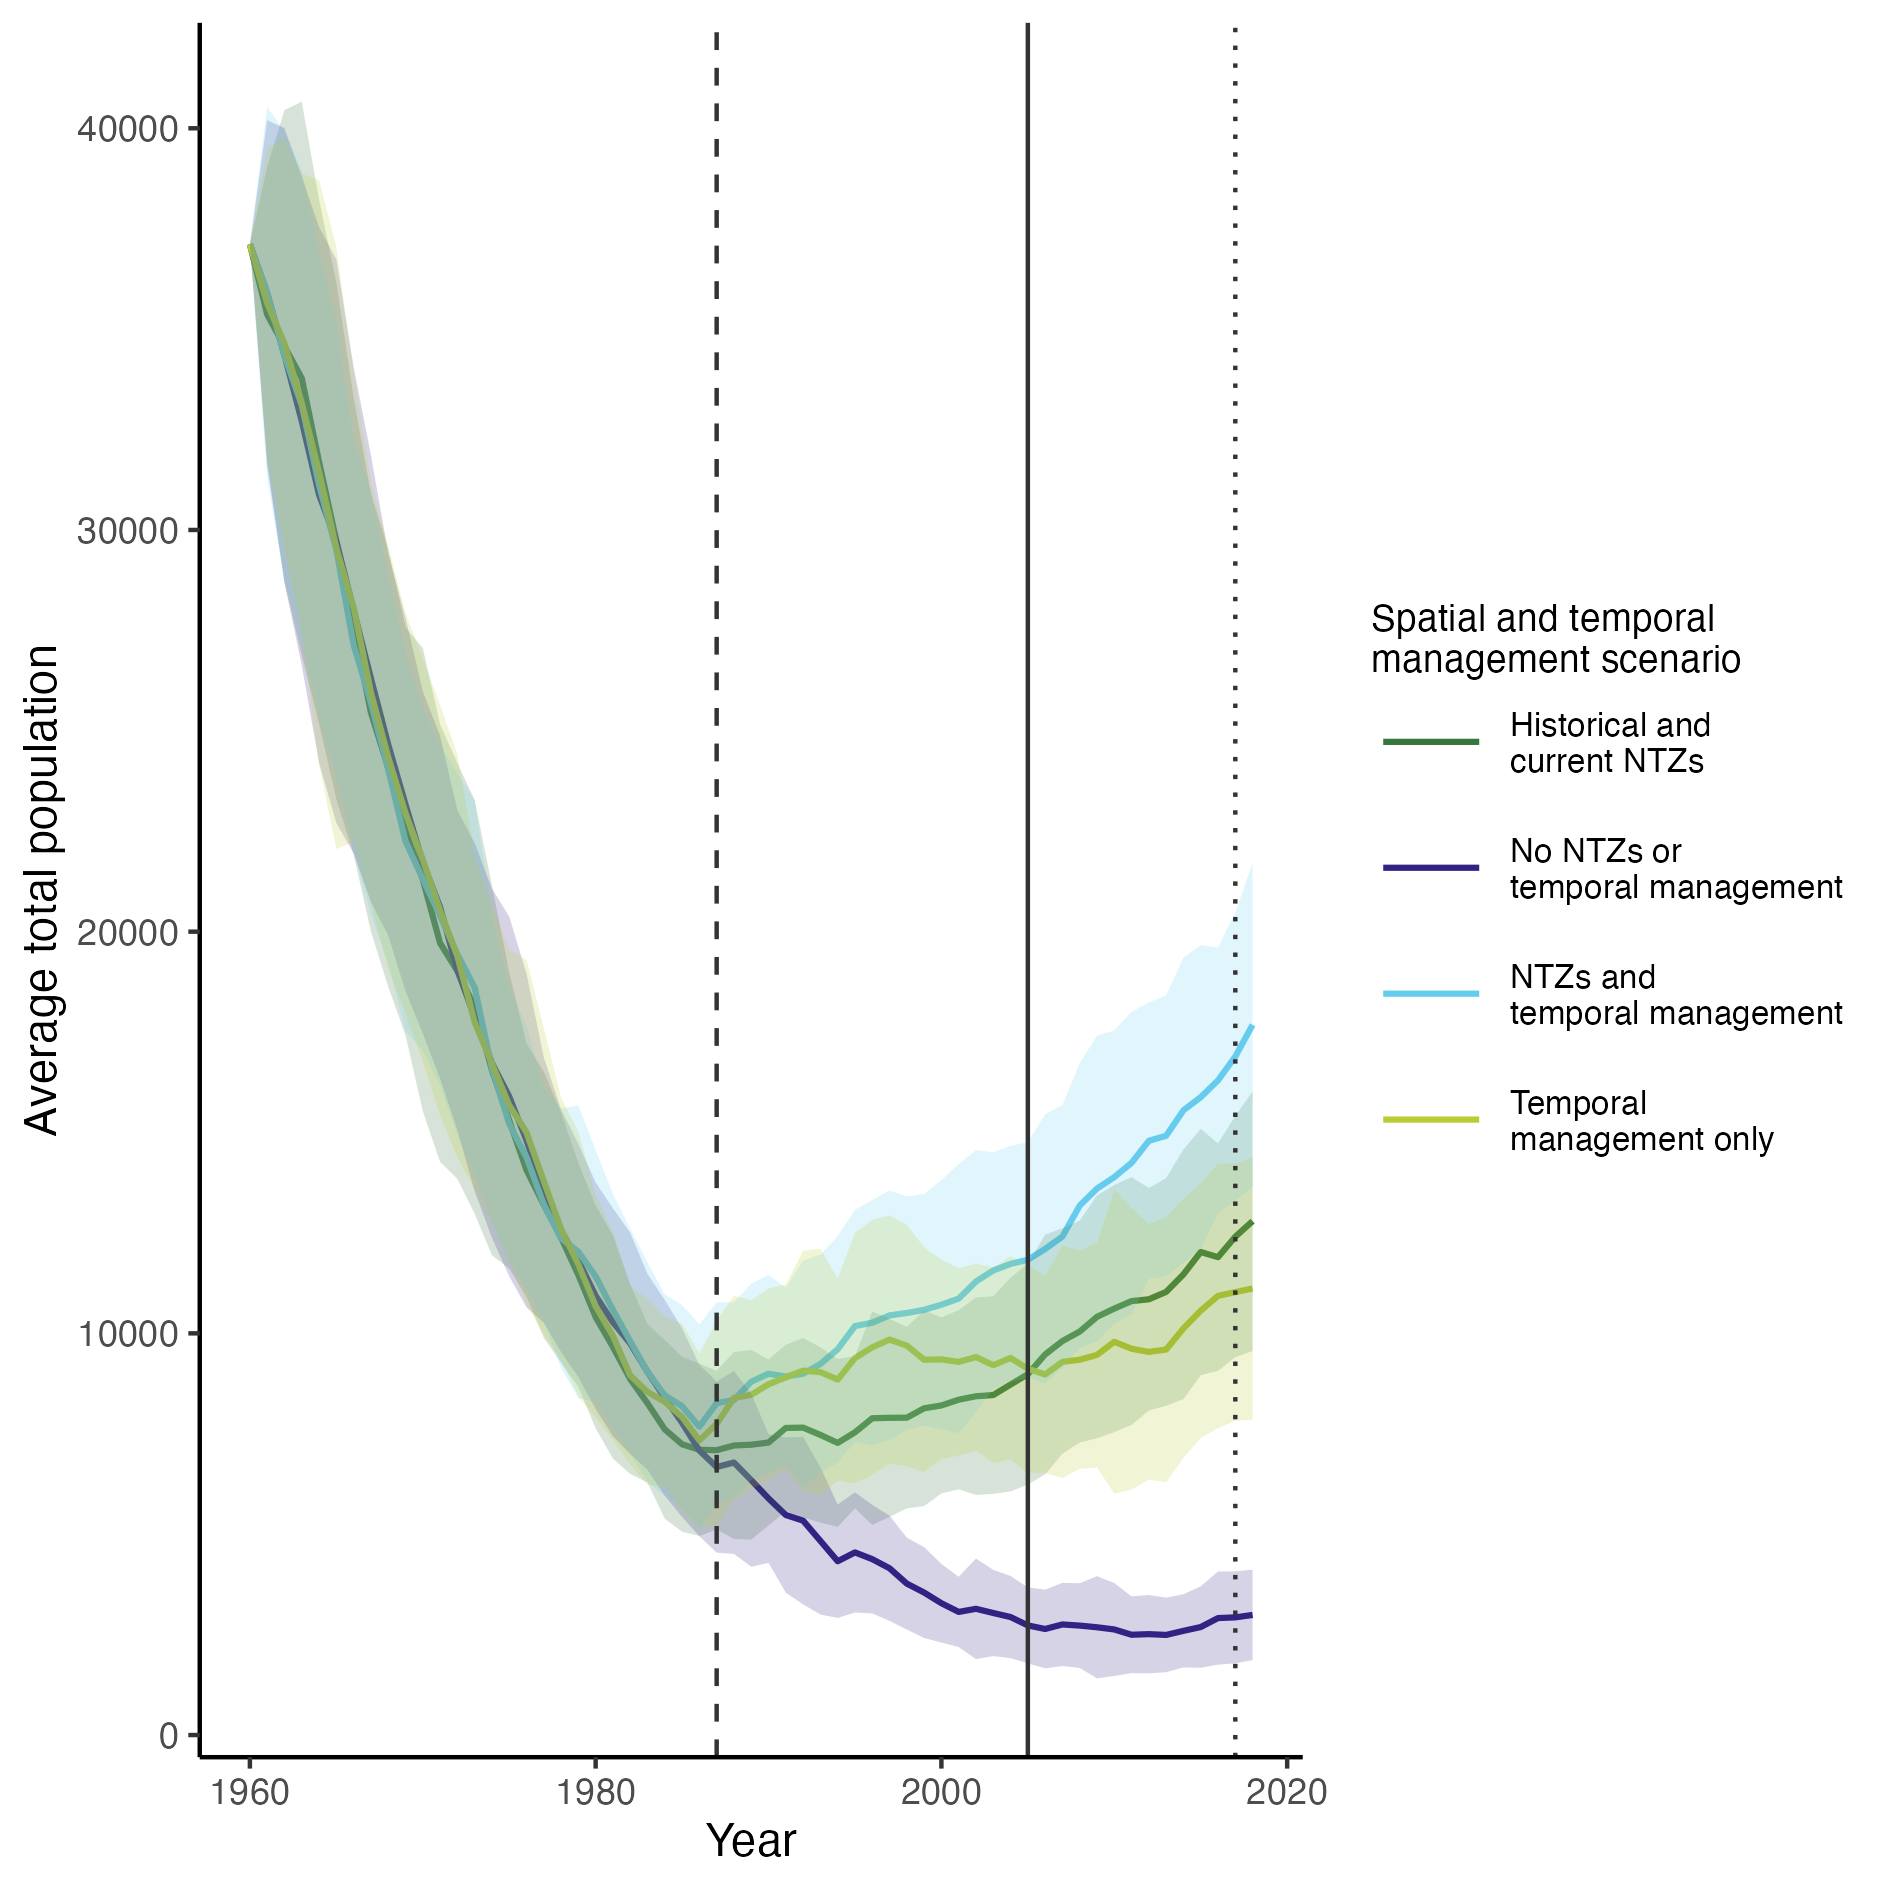 40000
30000
20000
10000
0
Average total population
1960
1980
2000
2020
Year
Spatial and temporal
management scenario
Historical and
current NTZs
No NTZs or
temporal management
NTZs and
temporal management
Temporal
management only